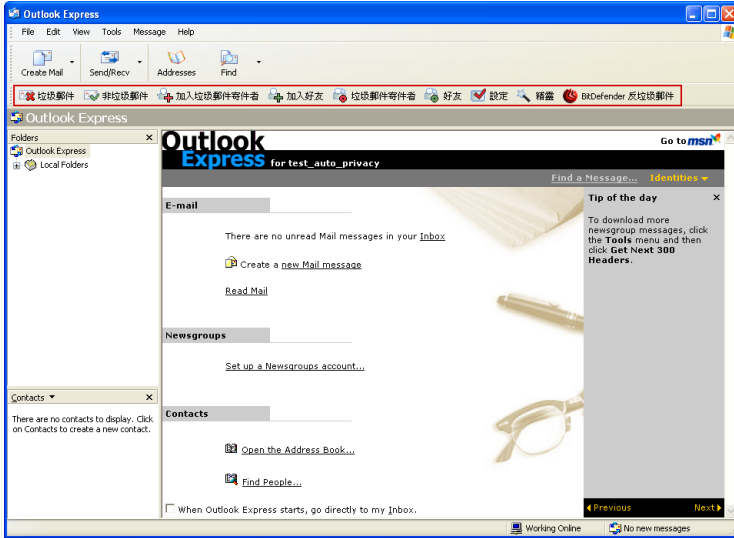 Outlook Express
File Edit View Tools Message Help
Create Mail Send/Recv Addresses Find
垃圾郵件 非垃圾郵件 加入垃圾郵件寄件者 加入好友 垃圾郵件寄件者 好友 設定 精靈 BitDefender 反垃圾郵件
Outlook Express
Folders x
Outlook Express
Local Folders
Contacts x
There are no contacts to display. Click
on Contacts to create a new contact.
Outlook
Express for test_auto_privacy
Go to msn
Find a Message... Identities
E-mail
There are no unread Mail messages in your Inbox
Create a new Mail message
Read Mail
Newsgroups
Set up a Newsgroups account...
Contacts
Open the Address Book...
Find People...
When Outlook Express starts, go directly to my Inbox.
Tip of the day x
To download more
newsgroup messages, click
the Tools menu and then
click Get Next 300
Headers.
Previous Next
Working Online No new messages